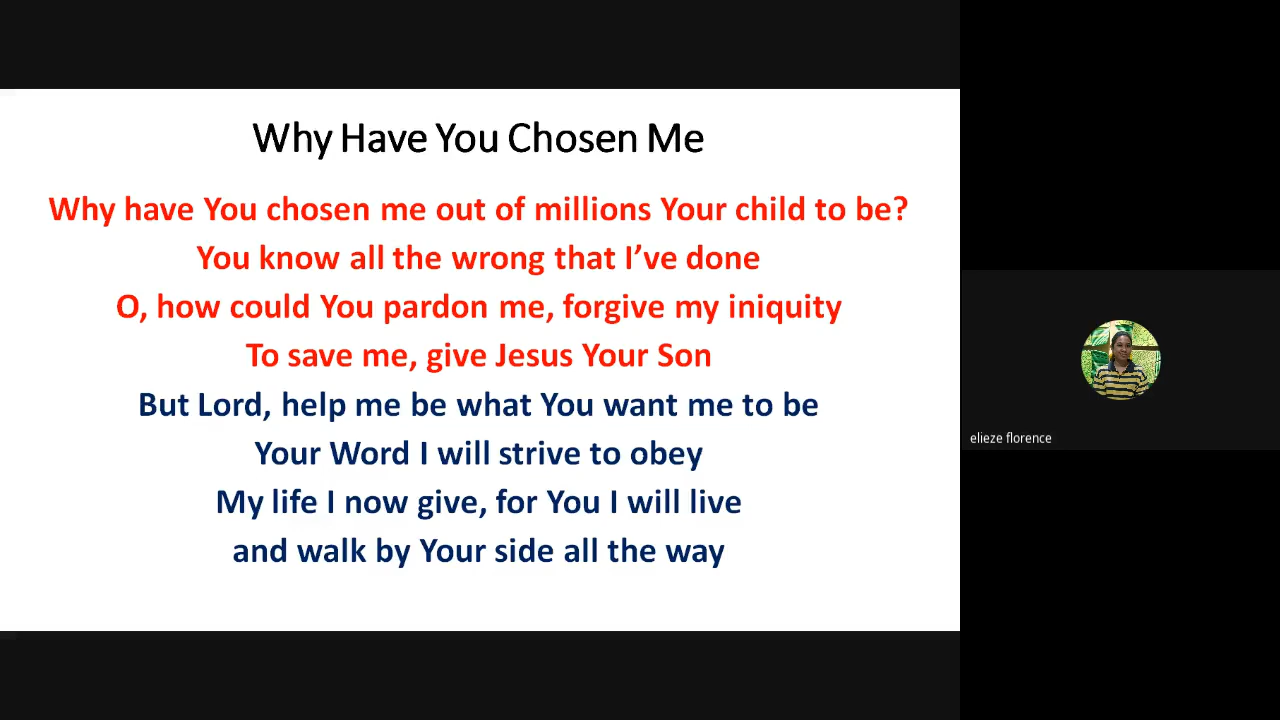 Why Have You Chosen Me
Why have You chosen me out of millions Your child to be?
You know all the wrong that I’ve done
O, how could You pardon me, forgive my iniquity
To save me, give Jesus Your Son
But Lord, help me be what You want me to be
Your Word I will strive to obey
My life I now give, for You I will live
and walk by Your side all the way
elieze florence